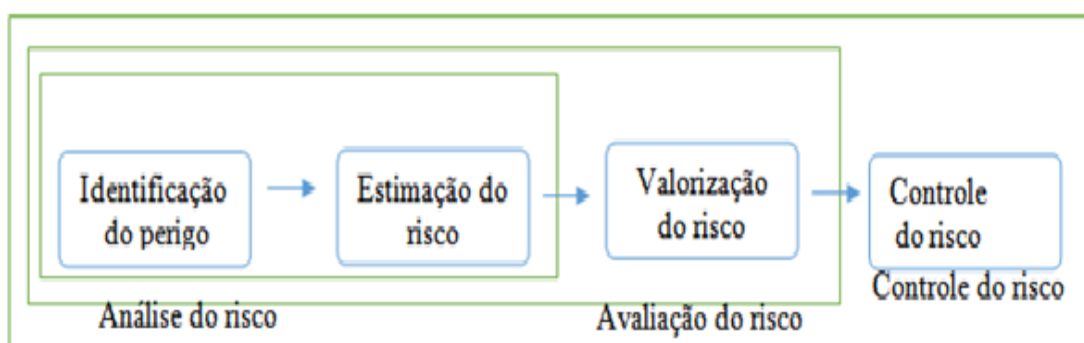 Identificação
do perigo
Estimação do
risco
Valorização
do risco
Controle
do risco
Controle do risco
Análise do risco
Avaliação do risco